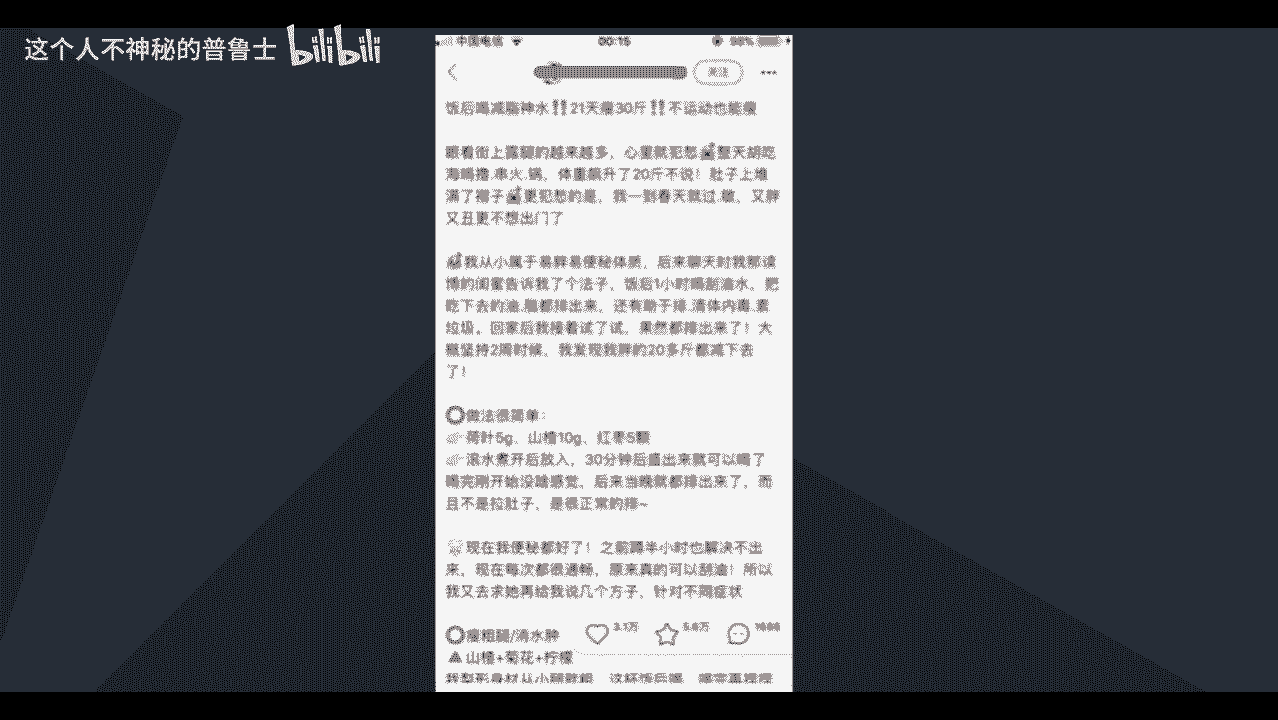 这个人不神秘的普鲁士 bilibili
中国电信 00:15 98%
关注
饭后喝减脂神水‼️21天瘦30斤‼️不运动也能瘦
眼看街上露腿的越来越多，心里就犯愁 整天胡吃
海喝撸.串火.锅，体重飙升了20斤不说！肚子上堆
满了褶子 更犯愁的是，我一到春天就过.敏，又胖
又丑更不想出门了
我从小属于易胖易便秘体质，后来聊天时我那读
博的闺蜜告诉我了个法子，饭后1小时喝刮油水，把
吃下去的油.脂都排出来，还有助于排.清体内毒.素
垃圾。回家后我接着试了试，果然都排出来了！大
概坚持2周时候，我发现我胖的20多斤都减下去
了！
⭕做法很简单：
👉荷叶5g、山楂10g、红枣5颗
👉滚水煮开后放入，30分钟后盛出来就可以喝了
喝完刚开始没啥感觉，后来当晚就都排出来了，而
且不是拉肚子，是很正常的排~
现在我便秘都好了！之前蹲半小时也解决不出
来，现在每次都很通畅，原来真的可以刮油！所以
我又去求她再给我说几个方子，针对不同症状
⭕瘦粗腿/清水肿
3.1万 5.6万
▲山楂+菊花+柠檬